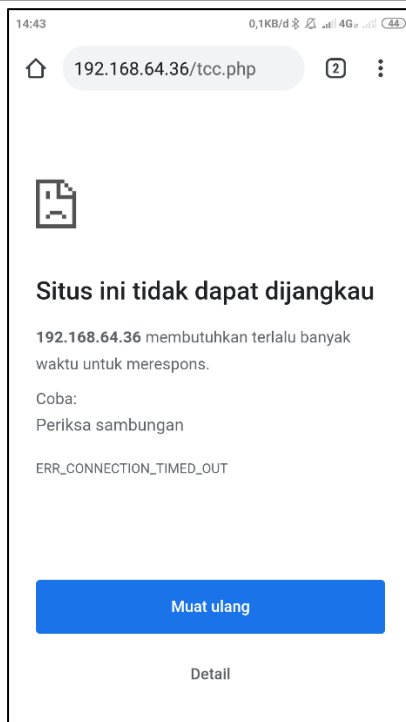 14:43 0,1KB/d 4G 44
192.168.64.36/tcc.php 2
Situs ini tidak dapat dijangkau
192.168.64.36 membutuhkan terlalu banyak
waktu untuk merespons.
Coba:
Periksa sambungan
ERR_CONNECTION_TIMED_OUT
Muat ulang
Detail